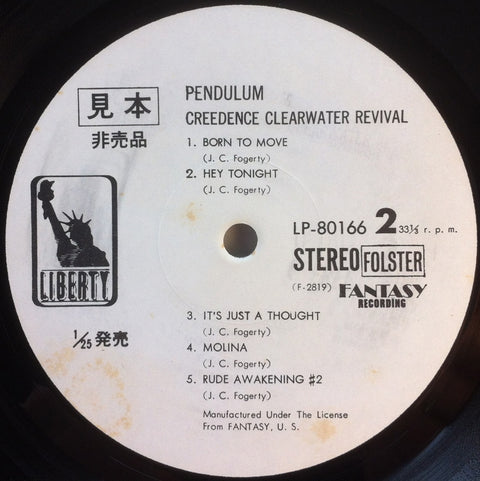 見本
非売品
PENDULUM
CREEDENCE CLEARWATER REVIVAL
1. BORN TO MOVE
(J. C. Fogerty)
2. HEY TONIGHT
(J. C. Fogerty)
LIBERTY
LP-80166 2 33⅓ r. p. m.
STEREO FOLSTER
(F-2819) FANTASY
RECORDING
1/25 発売
3. IT'S JUST A THOUGHT
(J. C. Fogerty)
4. MOLINA
(J. C. Fogerty)
5. RUDE AWAKENING #2
(J. C. Fogerty)
Manufactured Under The License
From FANTASY, U. S.